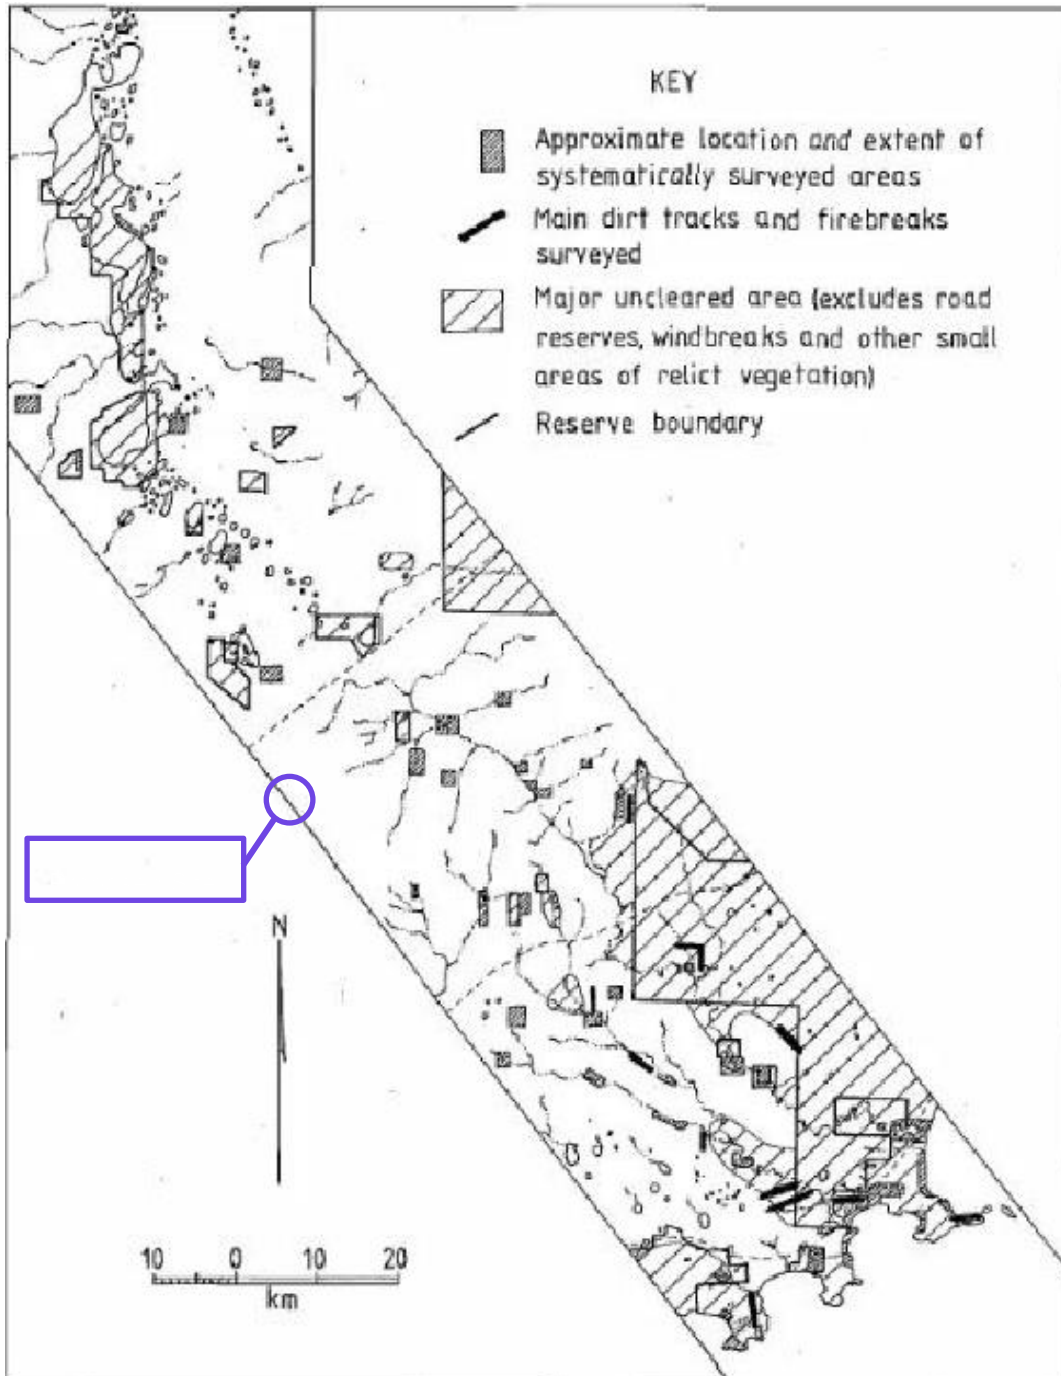 KEY
Approximate location and extent of
systematically surveyed areas
Main dirt tracks and firebreaks
surveyed
Major uncleared area (excludes road
reserves, windbreaks and other small
areas of relict vegetation)
Reserve boundary
N
10 0 10 20
km